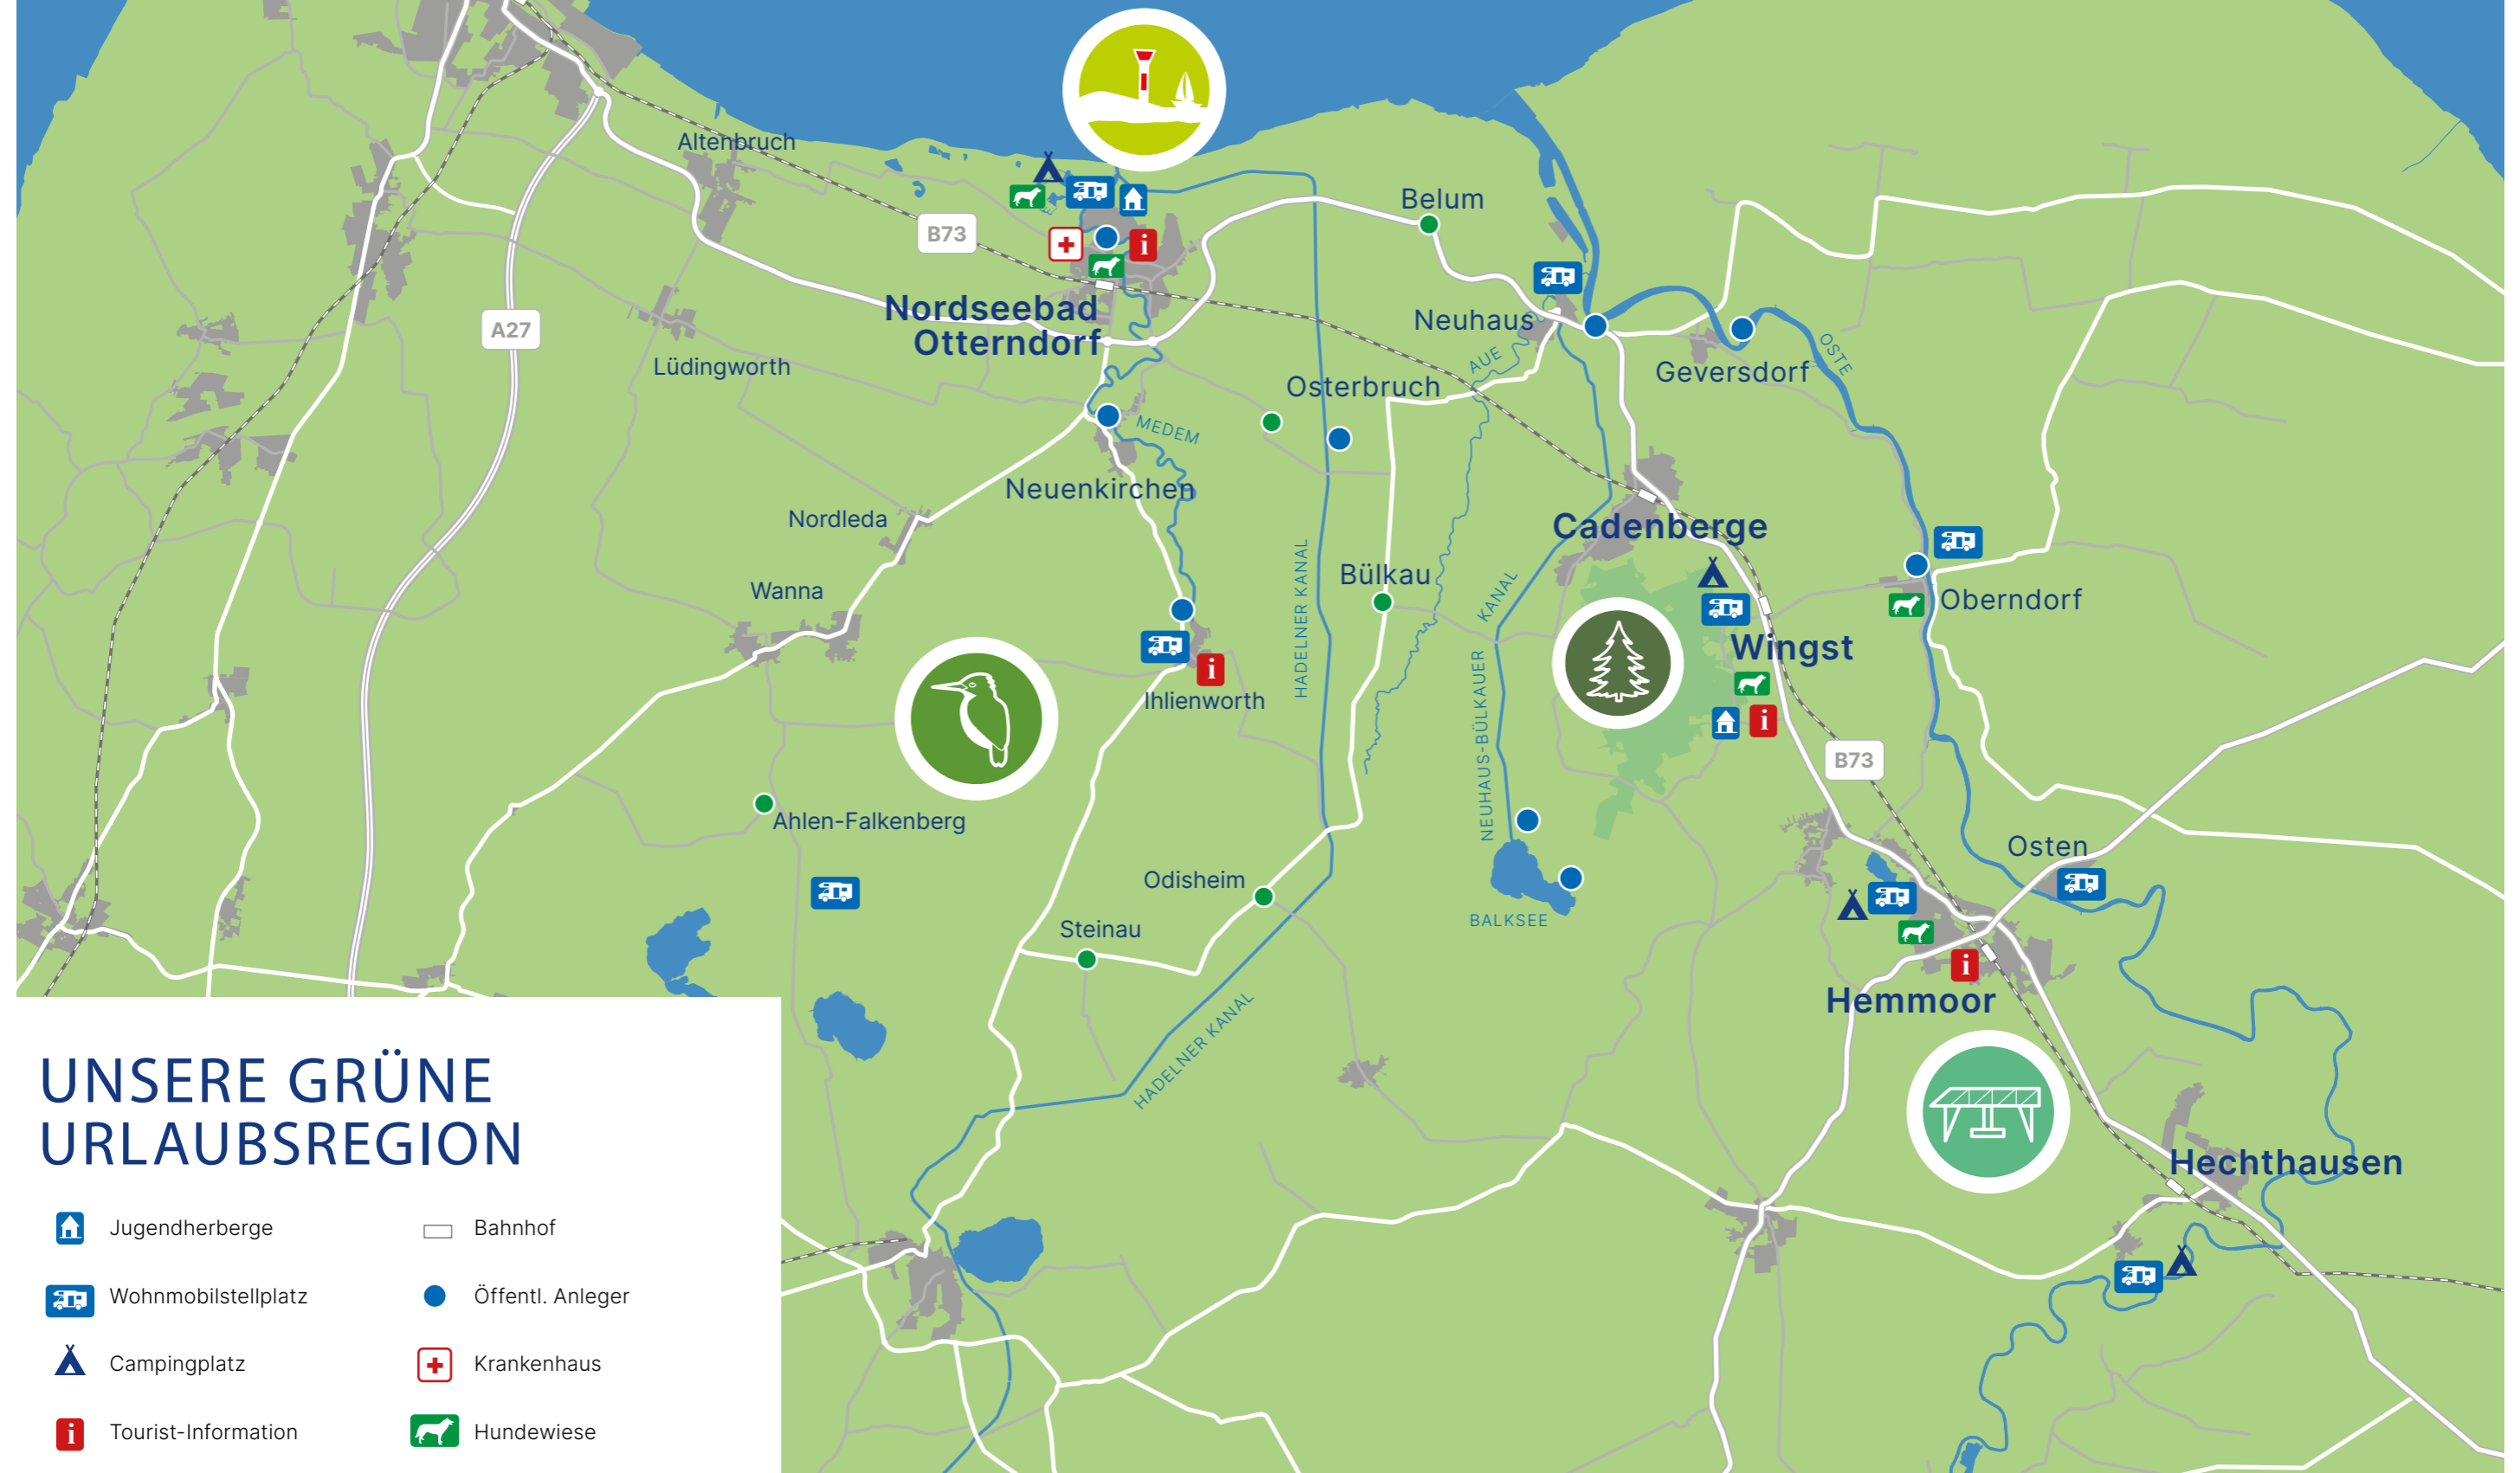 Altenbruch
Belum
B73
Nordseebad
Otterndorf
A27
Neuhaus
AUE
OSTE
Geversdorf
Lüdingworth
Osterbruch
MEDEM
Neuenkirchen
Nordleda
Cadenberge
HADELNER KANAL
Bülkau
KANAL
Wanna
Oberndorf
Wingst
NEUHAUS-BÜLKAUER
Ihlienworth
B73
Ahlen-Falkenberg
Osten
Odisheim
BALKSEE
Steinau
Hemmoor
HADELNER KANAL
Hechthausen
UNSERE GRÜNE
URLAUBSREGION
Jugendherberge
Wohnmobilstellplatz
Campingplatz
i Tourist-Information
Bahnhof
Öffentl. Anleger
Krankenhaus
Hundewiese
i
i
i
i